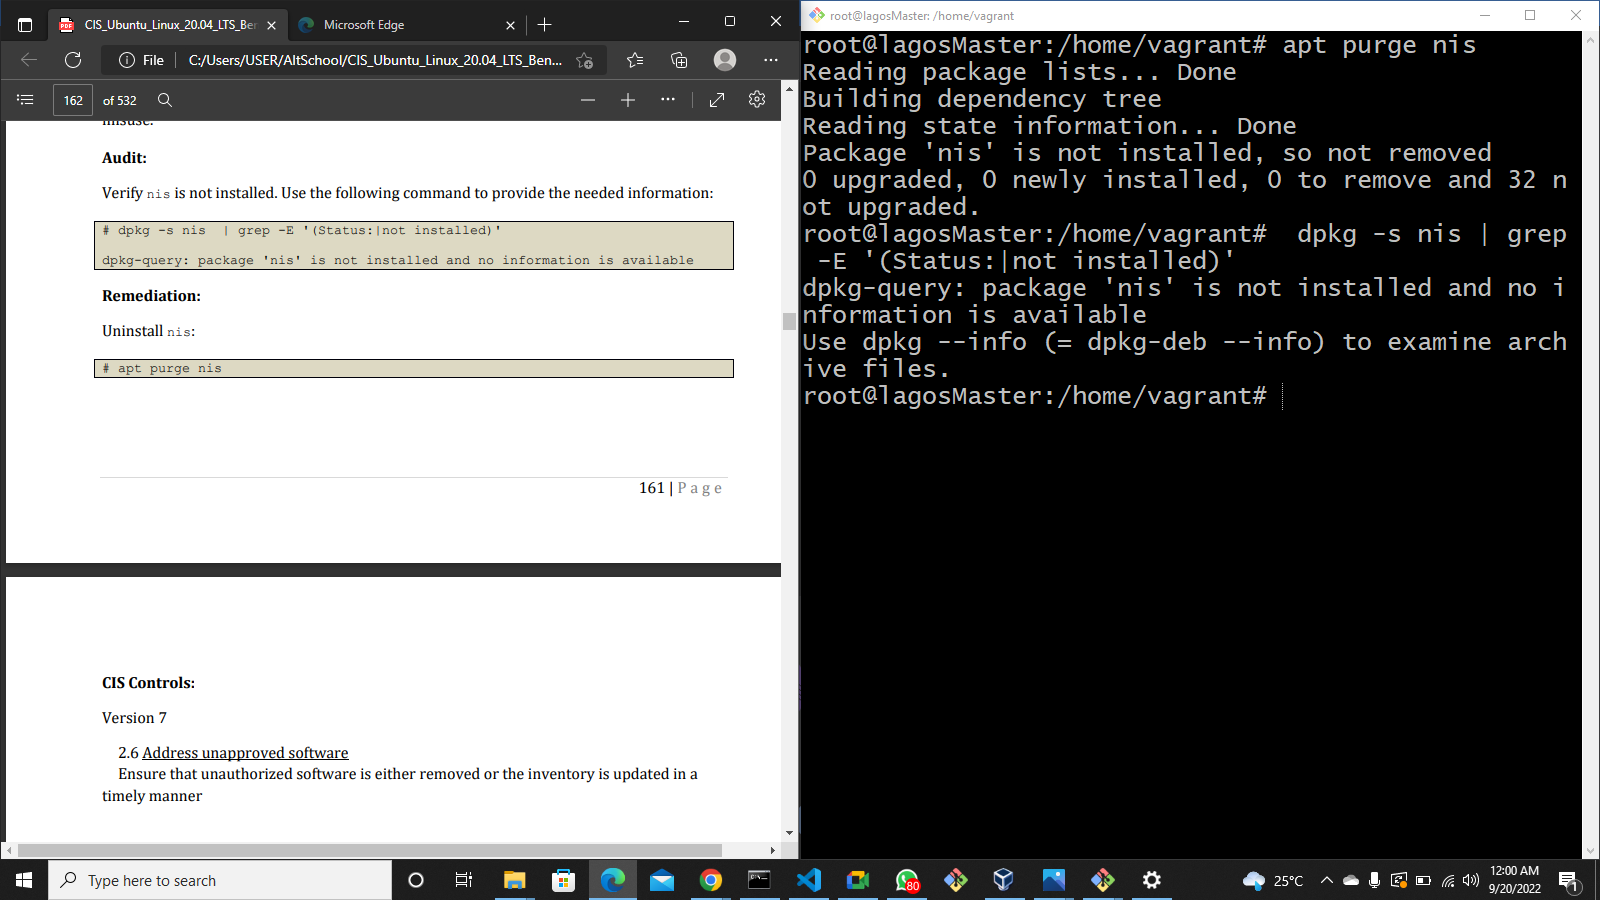 CIS_Ubuntu_Linux_20.04_LTS_Ben
Microsoft Edge
File
C:/Users/USER/AltSchool/CIS_Ubuntu_Linux_20.04_LTS_Ben...
162
of 532
misuse.
Audit:
Verify nis is not installed. Use the following command to provide the needed information:
# dpkg -s nis  | grep -E '(Status:|not installed)'
dpkg-query: package 'nis' is not installed and no information is available
Remediation:
Uninstall nis:
# apt purge nis
161 | P a g e
CIS Controls:
Version 7
2.6 Address unapproved software
Ensure that unauthorized software is either removed or the inventory is updated in a
timely manner
root@lagosMaster: /home/vagrant
root@lagosMaster:/home/vagrant# apt purge nis
Reading package lists... Done
Building dependency tree
Reading state information... Done
Package 'nis' is not installed, so not removed
0 upgraded, 0 newly installed, 0 to remove and 32 n
ot upgraded.
root@lagosMaster:/home/vagrant#  dpkg -s nis | grep
 -E '(Status:|not installed)'
dpkg-query: package 'nis' is not installed and no i
nformation is available
Use dpkg --info (= dpkg-deb --info) to examine arch
ive files.
root@lagosMaster:/home/vagrant#
Type here to search
80
25°C
12:00 AM
9/20/2022
1